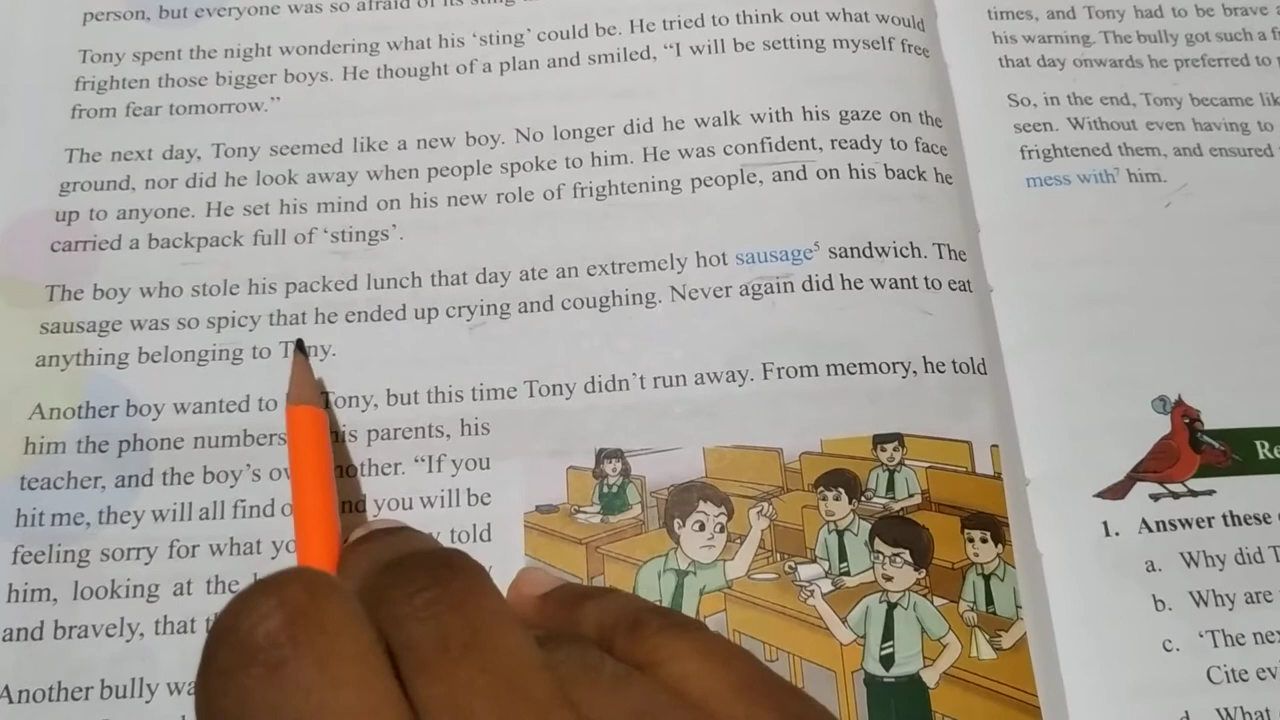 person, but everyone was so afraid of its sting
Tony spent the night wondering what his ‘sting’ could be. He tried to think out what would
frighten those bigger boys. He thought of a plan and smiled, “I will be setting myself free
from fear tomorrow.”
The next day, Tony seemed like a new boy. No longer did he walk with his gaze on the
ground, nor did he look away when people spoke to him. He was confident, ready to face
up to anyone. He set his mind on his new role of frightening people, and on his back he
carried a backpack full of ‘stings’.
The boy who stole his packed lunch that day ate an extremely hot sausage5 sandwich. The
sausage was so spicy that he ended up crying and coughing. Never again did he want to eat
anything belonging to Tony.
Another boy wanted to Tony, but this time Tony didn’t run away. From memory, he told
him the phone numbers his parents, his
teacher, and the boy’s mother. “If you
hit me, they will all find you will be
feeling sorry for what told
him, looking at the
and bravely, that
Another bully
times, and Tony had to be brave
his warning. The bully got such a
that day onwards he preferred to
So, in the end, Tony became
seen. Without even having to
frightened them, and ensured
mess with7 him.
1. Answer these
a. Why did
b. Why are
c. ‘The
Cite
d. What